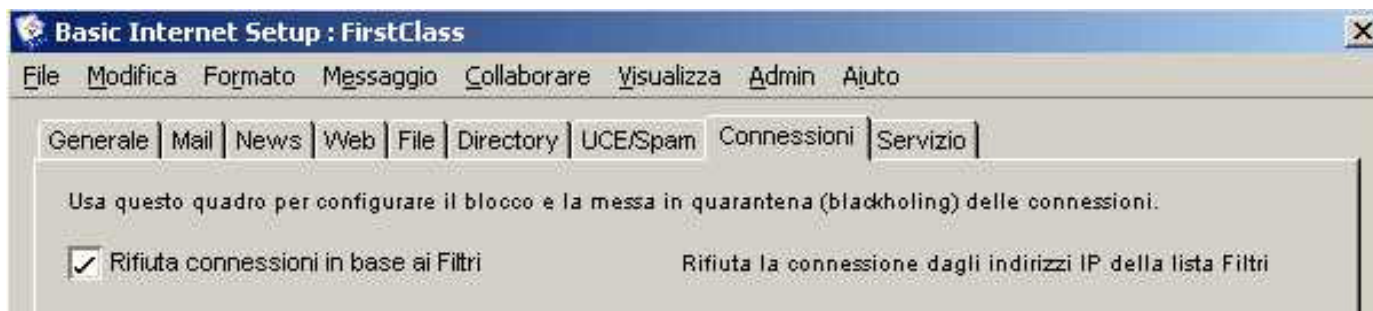 Basic Internet Setup : FirstClass
File Modifica Formato Messaggio Collaborare Visualizza Admin Aiuto
Generale Mail News Web File Directory UCE/Spam Connessioni Servizio
Usa questo quadro per configurare il blocco e la messa in quarantena (blackholing) delle connessioni.
Rifiuta connessioni in base ai Filtri Rifiuta la connessione dagli indirizzi IP della lista Filtri